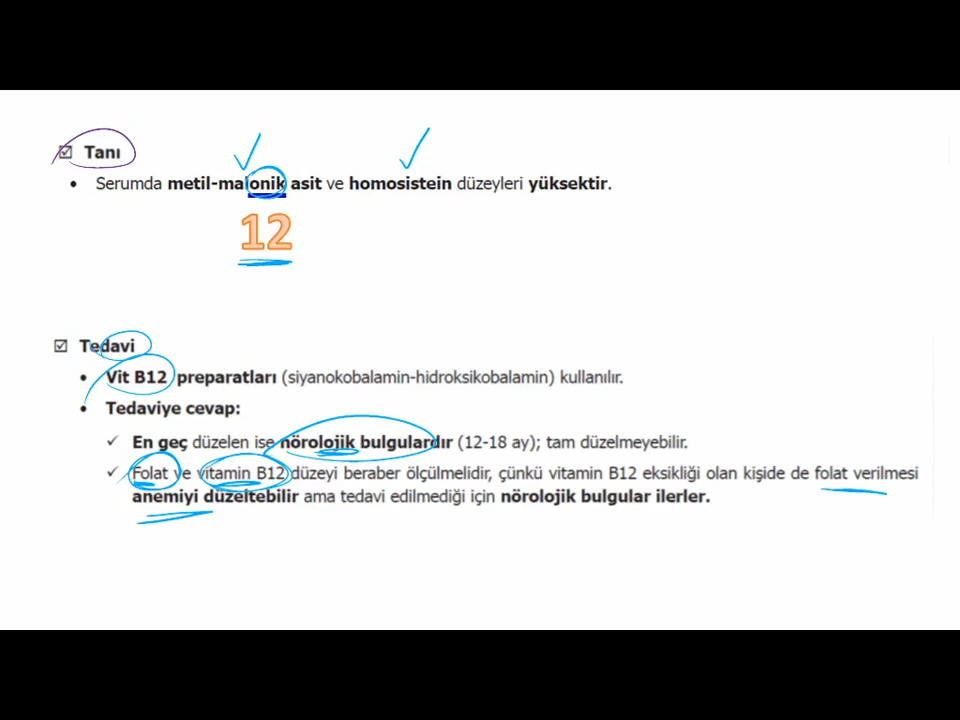 Tanı
• Serumda metil-malonik asit ve homosistein düzeyleri yüksektir.
12
Tedavi
• Vit B12 preparatları (siyanokobalamin-hidroksikobalamin) kullanılır.
• Tedaviye cevap:
✓ En geç düzelen ise nörolojik bulgulardır (12-18 ay); tam düzelmeyebilir.
✓ Folat ve vitamin B12 düzeyi beraber ölçülmelidir, çünkü vitamin B12 eksikliği olan kişide de folat verilmesi
anemiyi düzeltebilir ama tedavi edilmediği için nörolojik bulgular ilerler.